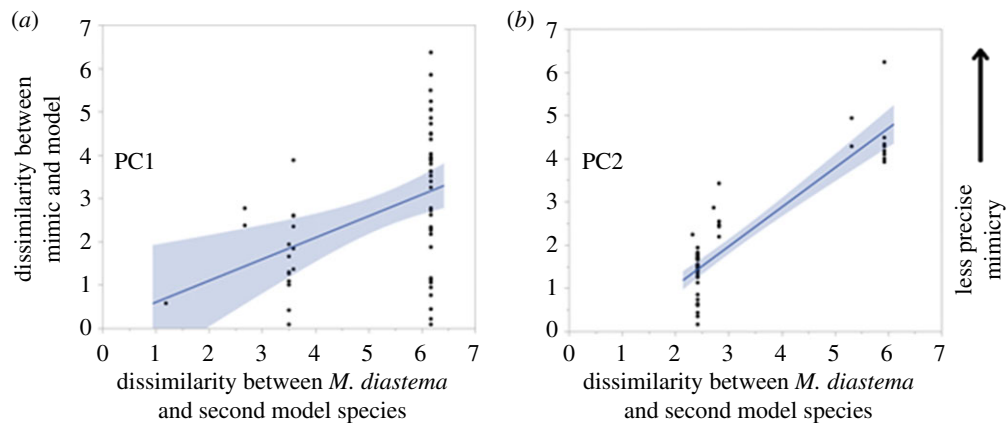 (a)
7
6
5
4
3
2
1
0
PC1
dissimilarity between
mimic and model
0 1 2 3 4 5 6 7
dissimilarity between M. diastema
and second model species
(b)
7
6
5
4
3
2
1
0
PC2
0 1 2 3 4 5 6 7
dissimilarity between M. diastema
and second model species
less precise
mimicry